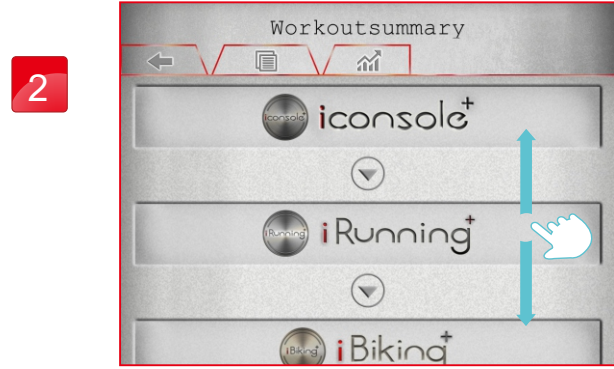 2
Workoutsummary
iconsole iconsole+
iRunning iRunning+
iBiking iBiking+